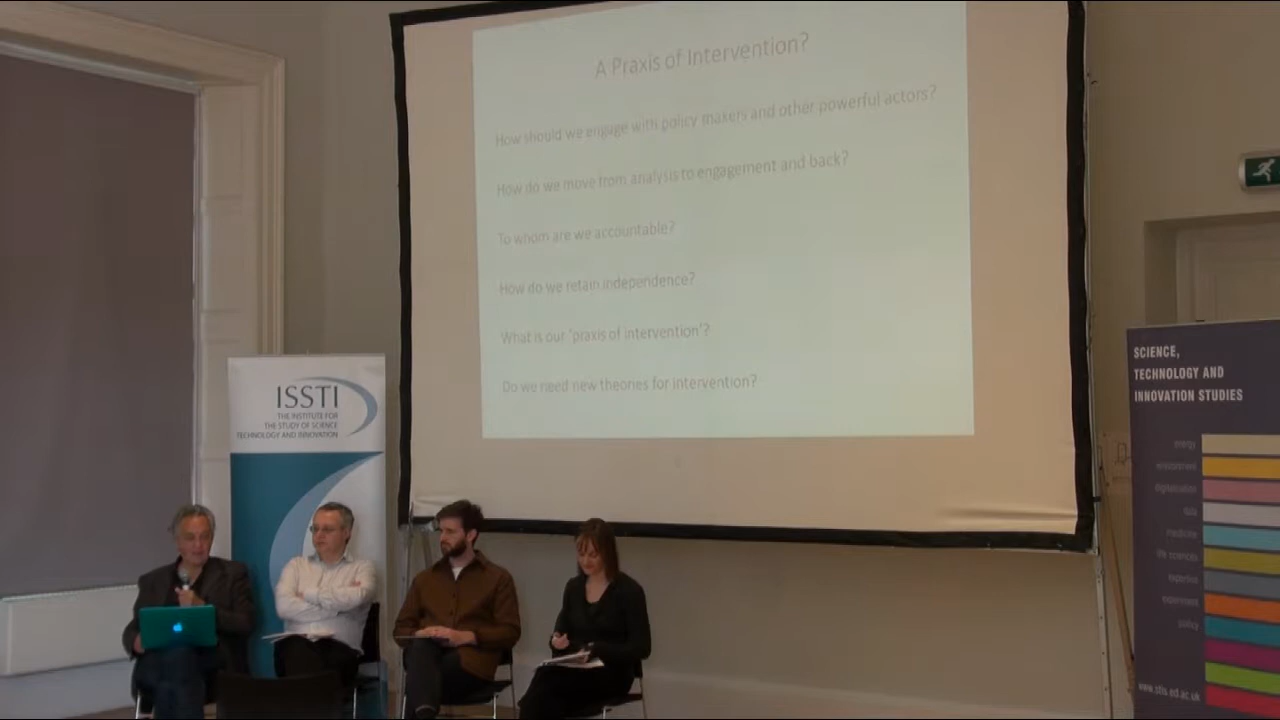 A Praxis of Intervention?
How should we engage with policy makers and other powerful actors?
How do we move from analysis to engagement and back?
To whom are we accountable?
How do we retain independence?
What is our 'praxis of intervention'?
Do we need new theories for intervention?
ISSTI
THE INSTITUTE FOR
THE STUDY OF SCIENCE
TECHNOLOGY AND INNOVATION
SCIENCE,
TECHNOLOGY AND
INNOVATION STUDIES
energy
environment
digitalisation
data
medicine
life sciences
expertise
experiment
policy
www.stis.ed.ac.uk